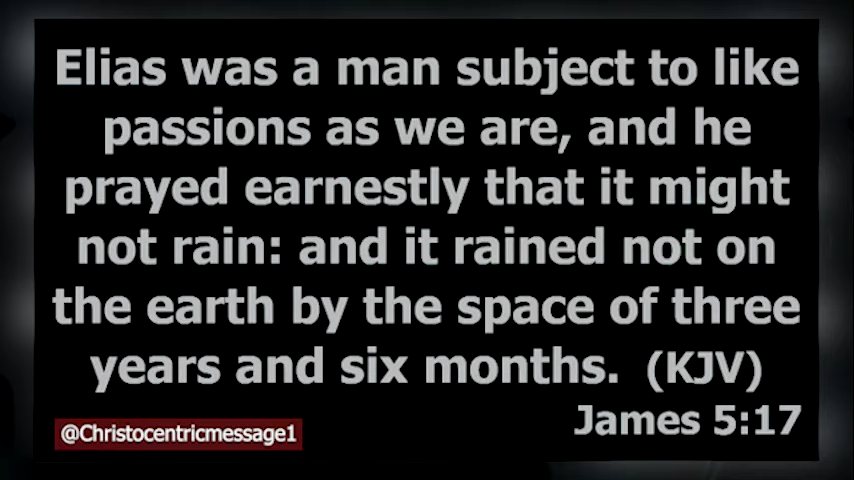 Elias was a man subject to like
passions as we are, and he
prayed earnestly that it might
not rain: and it rained not on
the earth by the space of three
years and six months. (KJV)
James 5:17
@Christocentricmessage1